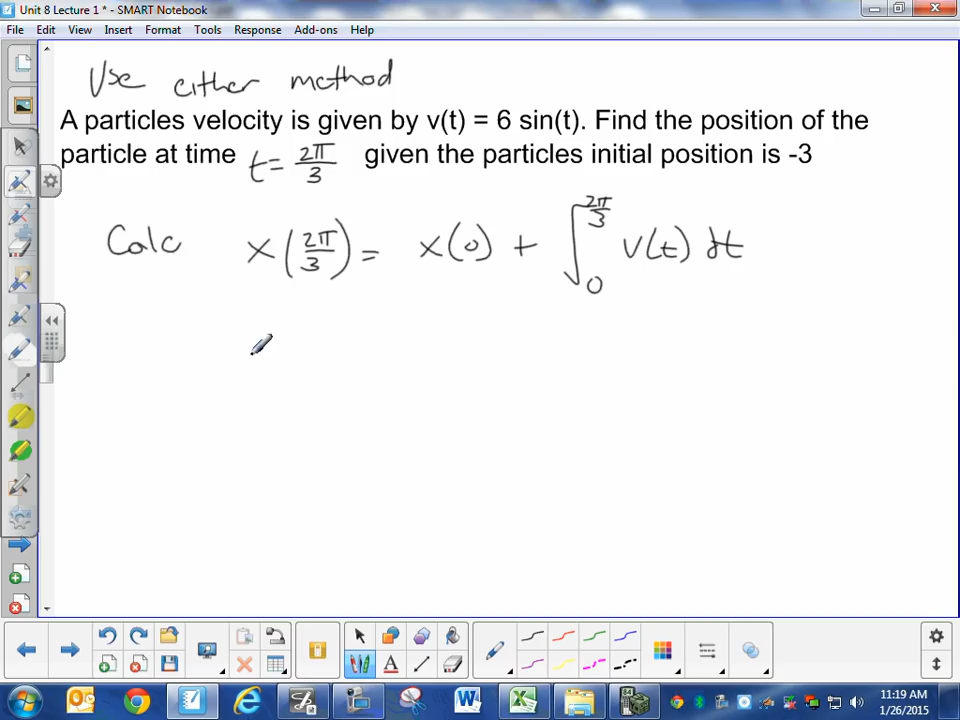 Unit 8 Lecture 1 * - SMART Notebook
File Edit View Insert Format Tools Response Add-ons Help
Use either method
A particles velocity is given by v(t) = 6 sin(t). Find the position of the
particle at time t= 2π/3 given the particles initial position is -3
Calc x(2π/3) = x(0) + ∫₀^(2π/3) v(t) dt
11:19 AM
1/26/2015